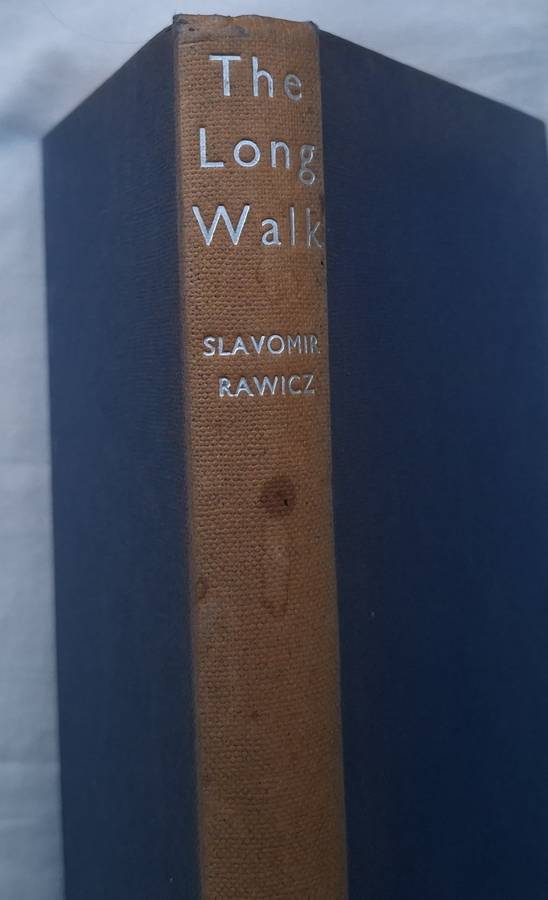 The
Long
Walk
SLAVOMIR
RAWICZ